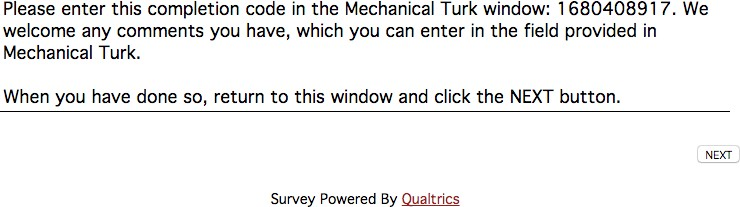 Please enter this completion code in the Mechanical Turk window: 1680408917. We
welcome any comments you have, which you can enter in the field provided in
Mechanical Turk.
When you have done so, return to this window and click the NEXT button.
NEXT
Survey Powered By Qualtrics